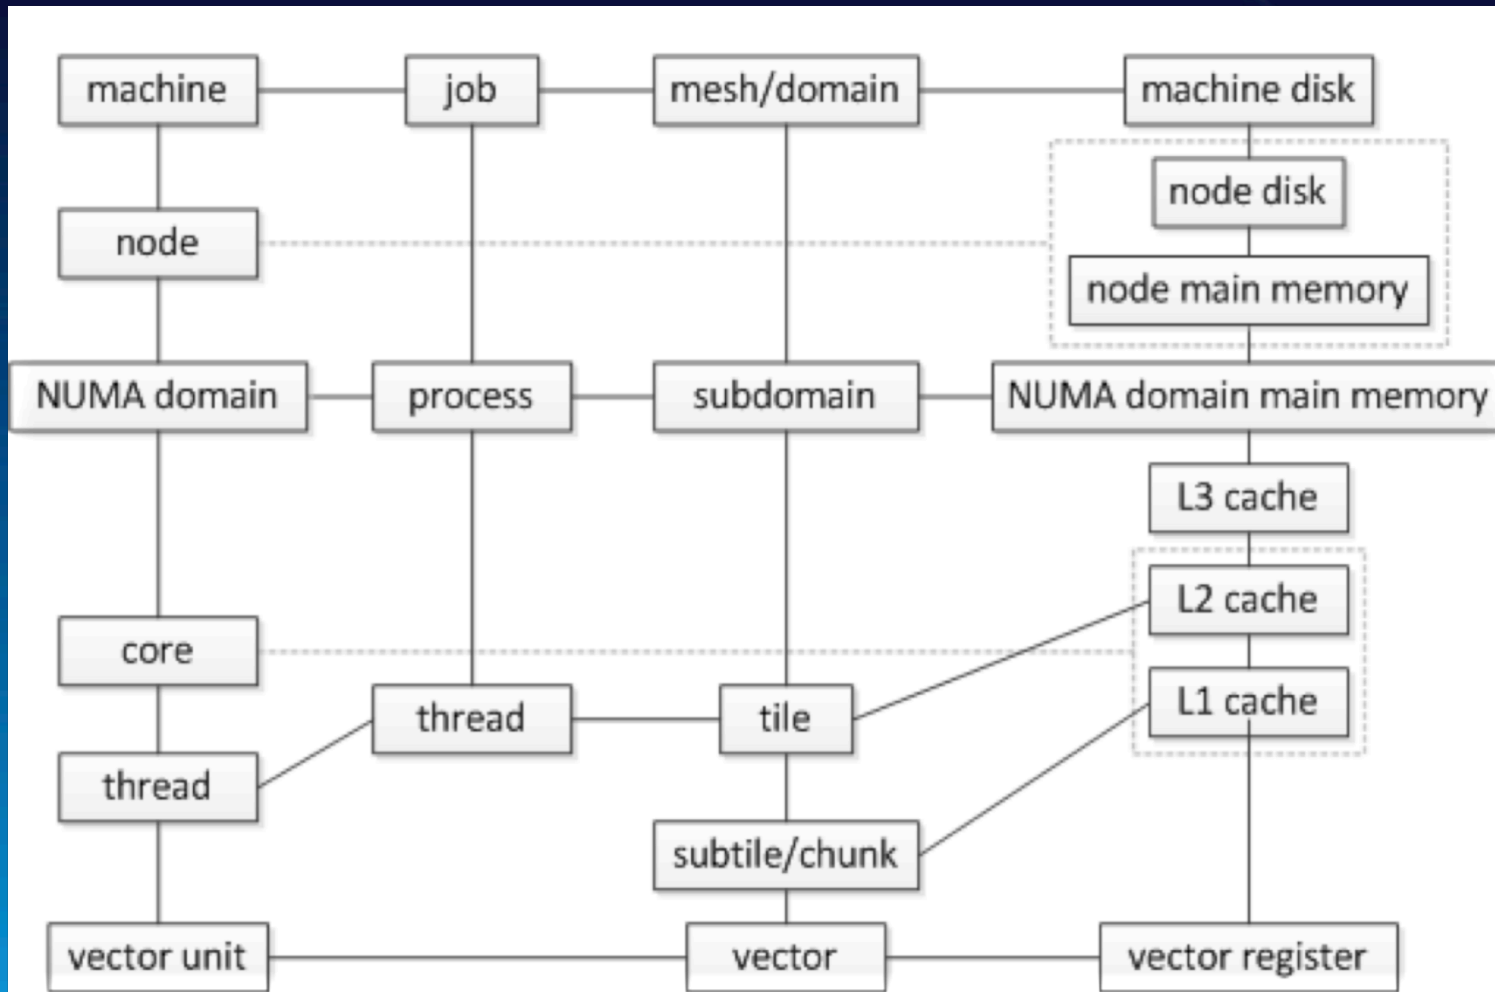 machine
job
mesh/domain
machine disk
node disk
node
node main memory
NUMA domain
process
subdomain
NUMA domain main memory
L3 cache
L2 cache
core
L1 cache
thread
tile
thread
subtile/chunk
vector unit
vector
vector register